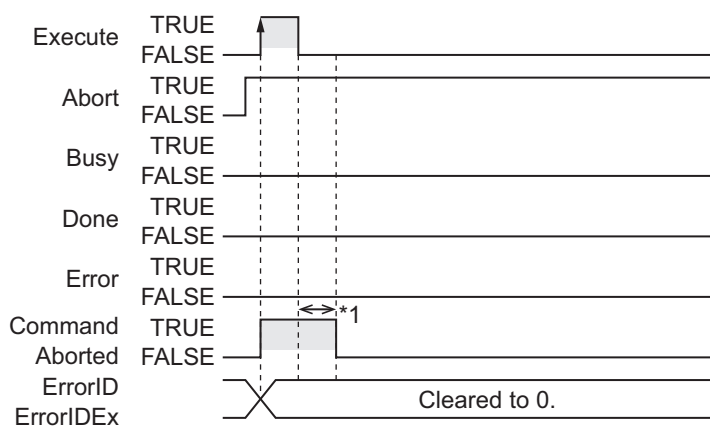 Execute TRUE
FALSE
Abort TRUE
FALSE
Busy TRUE
FALSE
Done TRUE
FALSE
Error TRUE
FALSE
*1
Command TRUE
Aborted FALSE
ErrorID
ErrorIDEx
Cleared to 0.